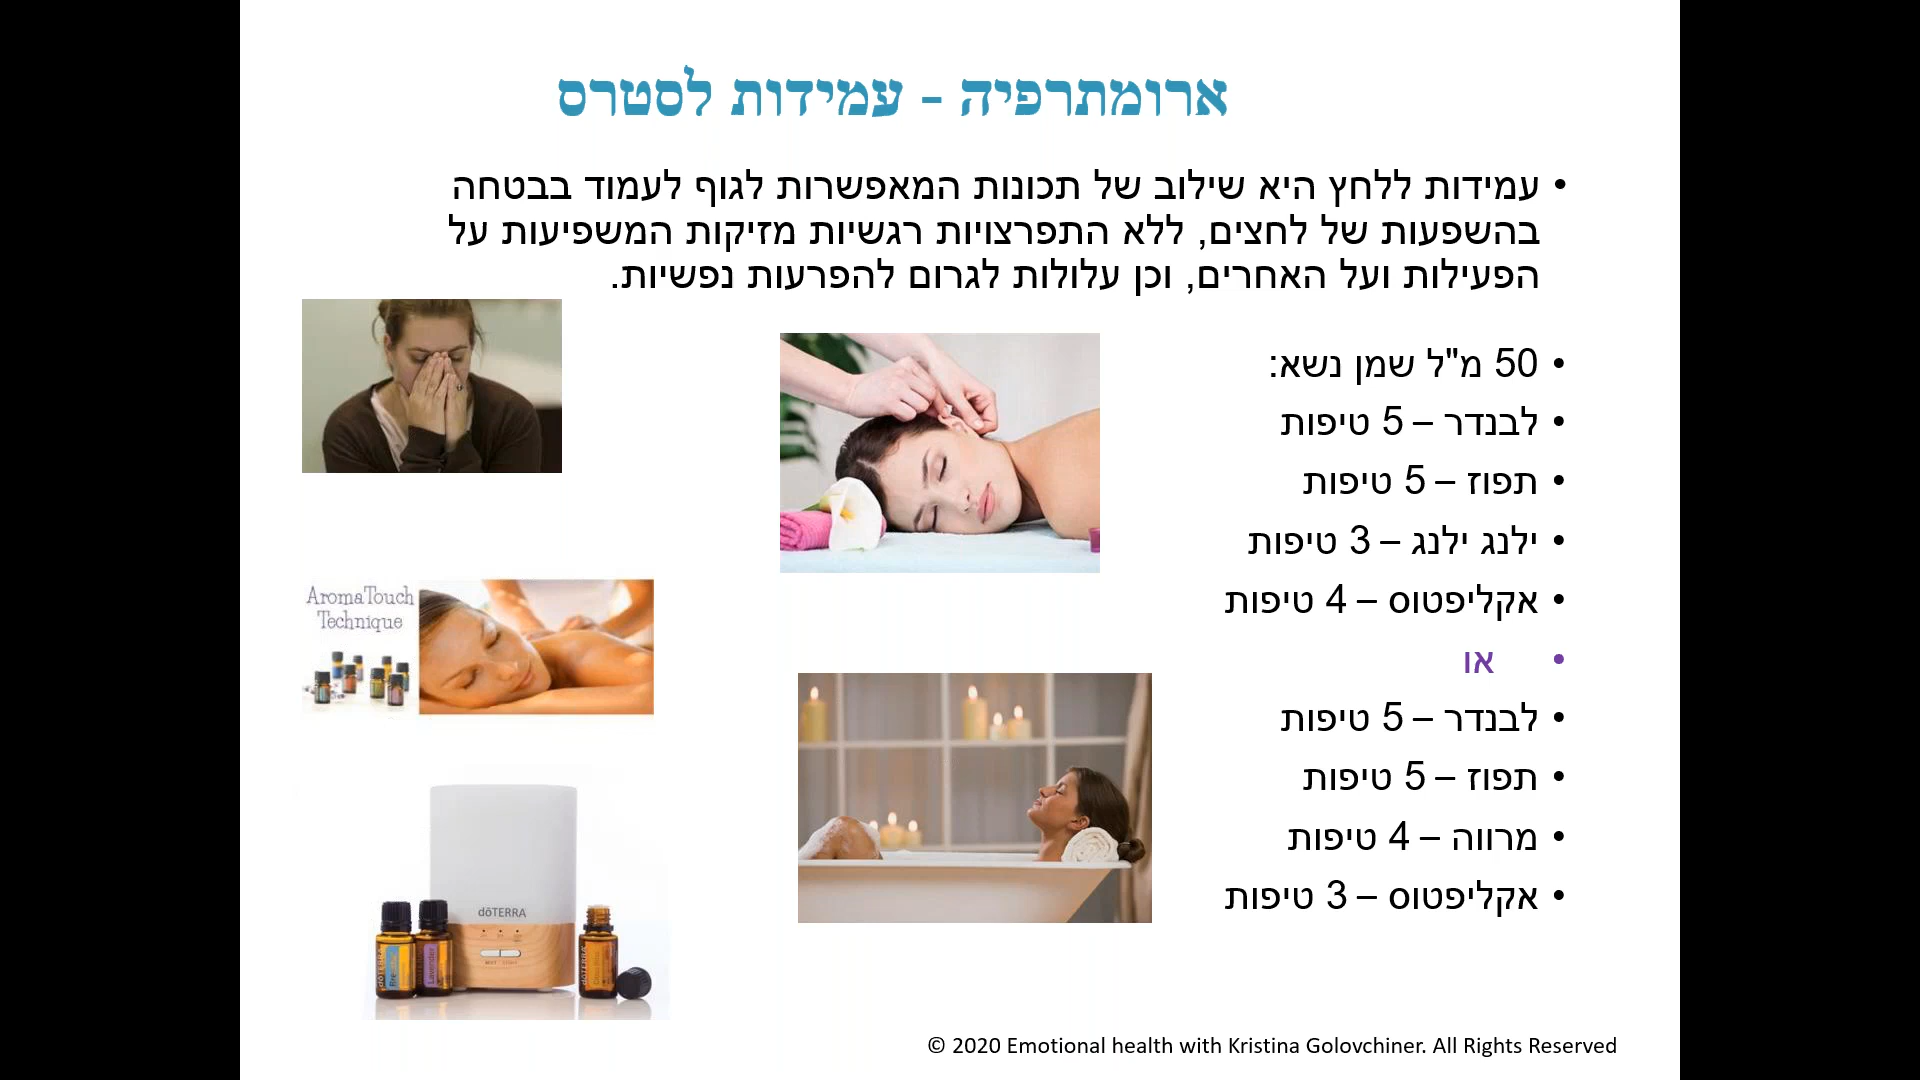 ארומתרפיה - עמידות לסטרס
• עמידות ללחץ היא שילוב של תכונות המאפשרות לגוף לעמוד בבטחה
בהשפעות של לחצים, ללא התפרצויות רגשיות מזיקות המשפיעות על
הפעילות ועל האחרים, וכן עלולות לגרום להפרעות נפשיות.
• 50 מ"ל שמן נשא:
• לבנדר – 5 טיפות
• תפוז – 5 טיפות
• ילנג ילנג – 3 טיפות
• אקליפטוס – 4 טיפות
• או
• לבנדר – 5 טיפות
• תפוז – 5 טיפות
• מרווה – 4 טיפות
• אקליפטוס – 3 טיפות
AromaTouch
Technique
dōTERRA
Lavender
© 2020 Emotional health with Kristina Golovchiner. All Rights Reserved